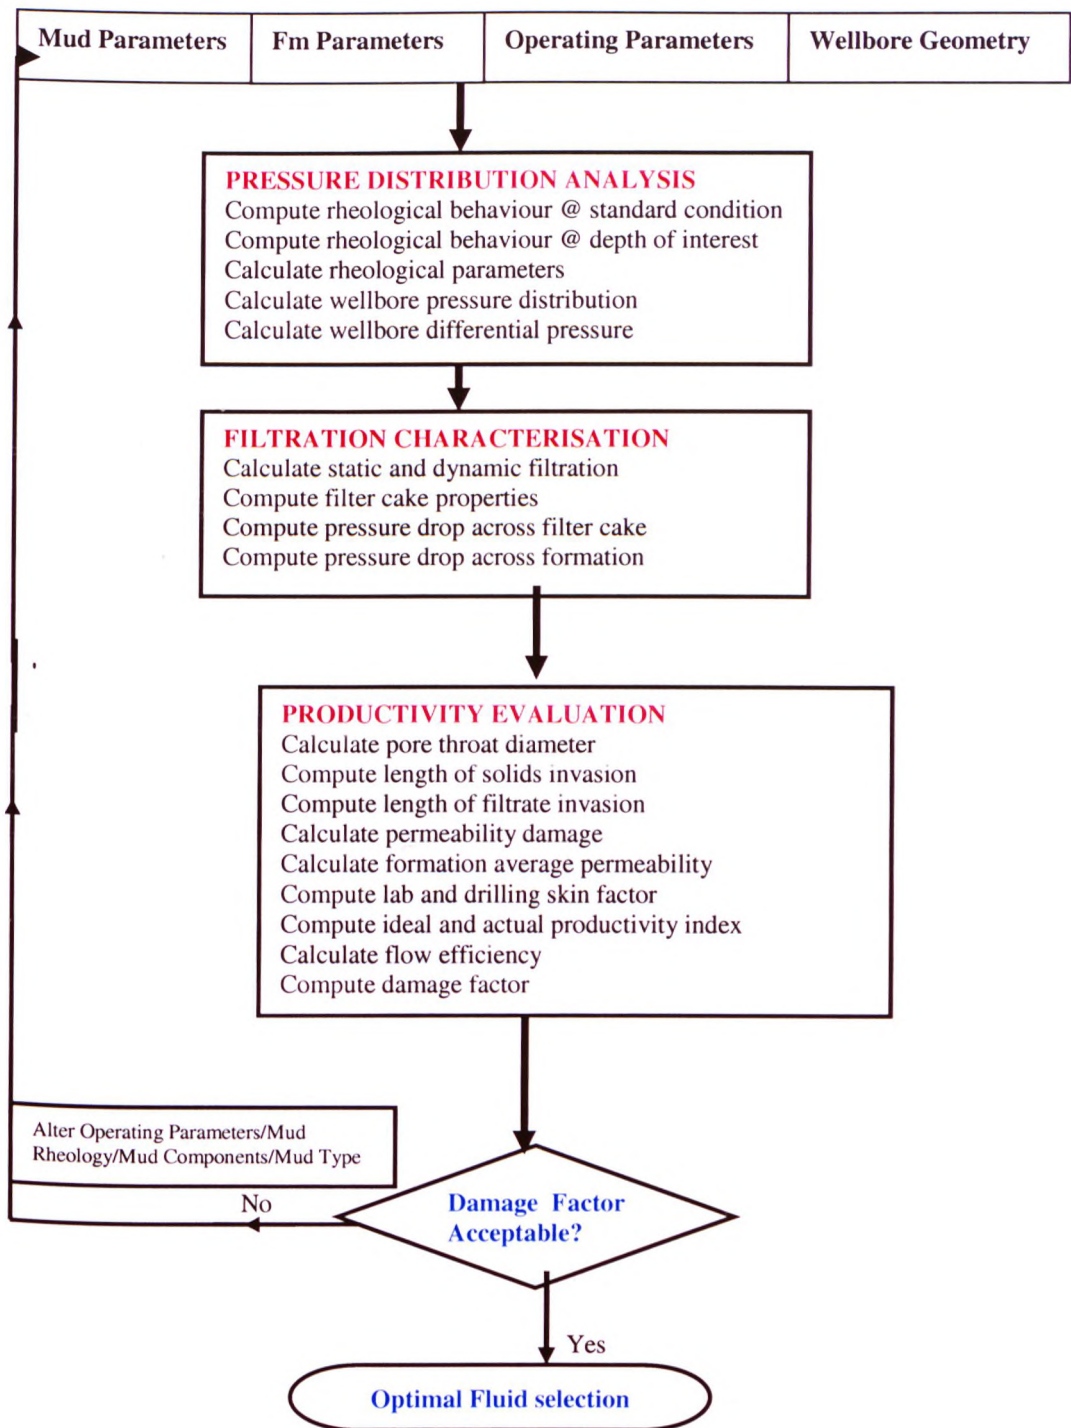 Mud Parameters Fm Parameters Operating Parameters Wellbore Geometry
PRESSURE DISTRIBUTION ANALYSIS
Compute rheological behaviour @ standard condition
Compute rheological behaviour @ depth of interest
Calculate rheological parameters
Calculate wellbore pressure distribution
Calculate wellbore differential pressure
FILTRATION CHARACTERISATION
Calculate static and dynamic filtration
Compute filter cake properties
Compute pressure drop across filter cake
Compute pressure drop across formation
PRODUCTIVITY EVALUATION
Calculate pore throat diameter
Compute length of solids invasion
Compute length of filtrate invasion
Calculate permeability damage
Calculate formation average permeability
Compute lab and drilling skin factor
Compute ideal and actual productivity index
Calculate flow efficiency
Compute damage factor
Alter Operating Parameters/Mud
Rheology/Mud Components/Mud Type
No
Damage Factor
Acceptable?
Yes
Optimal Fluid selection